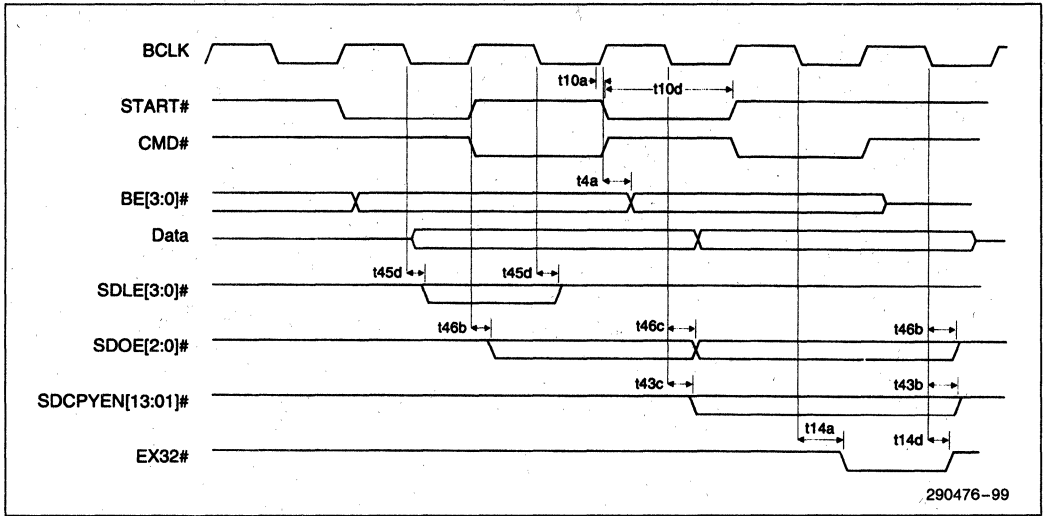 BCLK
t10a
t10d
START#
CMD#
t4a
BE[3:0]#
Data
t45d
t45d
SDLE[3:0]#
t46b
t46c
t46b
SDOE[2:0]#
t43c
t43b
SDCPYEN[13:01]#
t14a
t14d
EX32#
290476-99